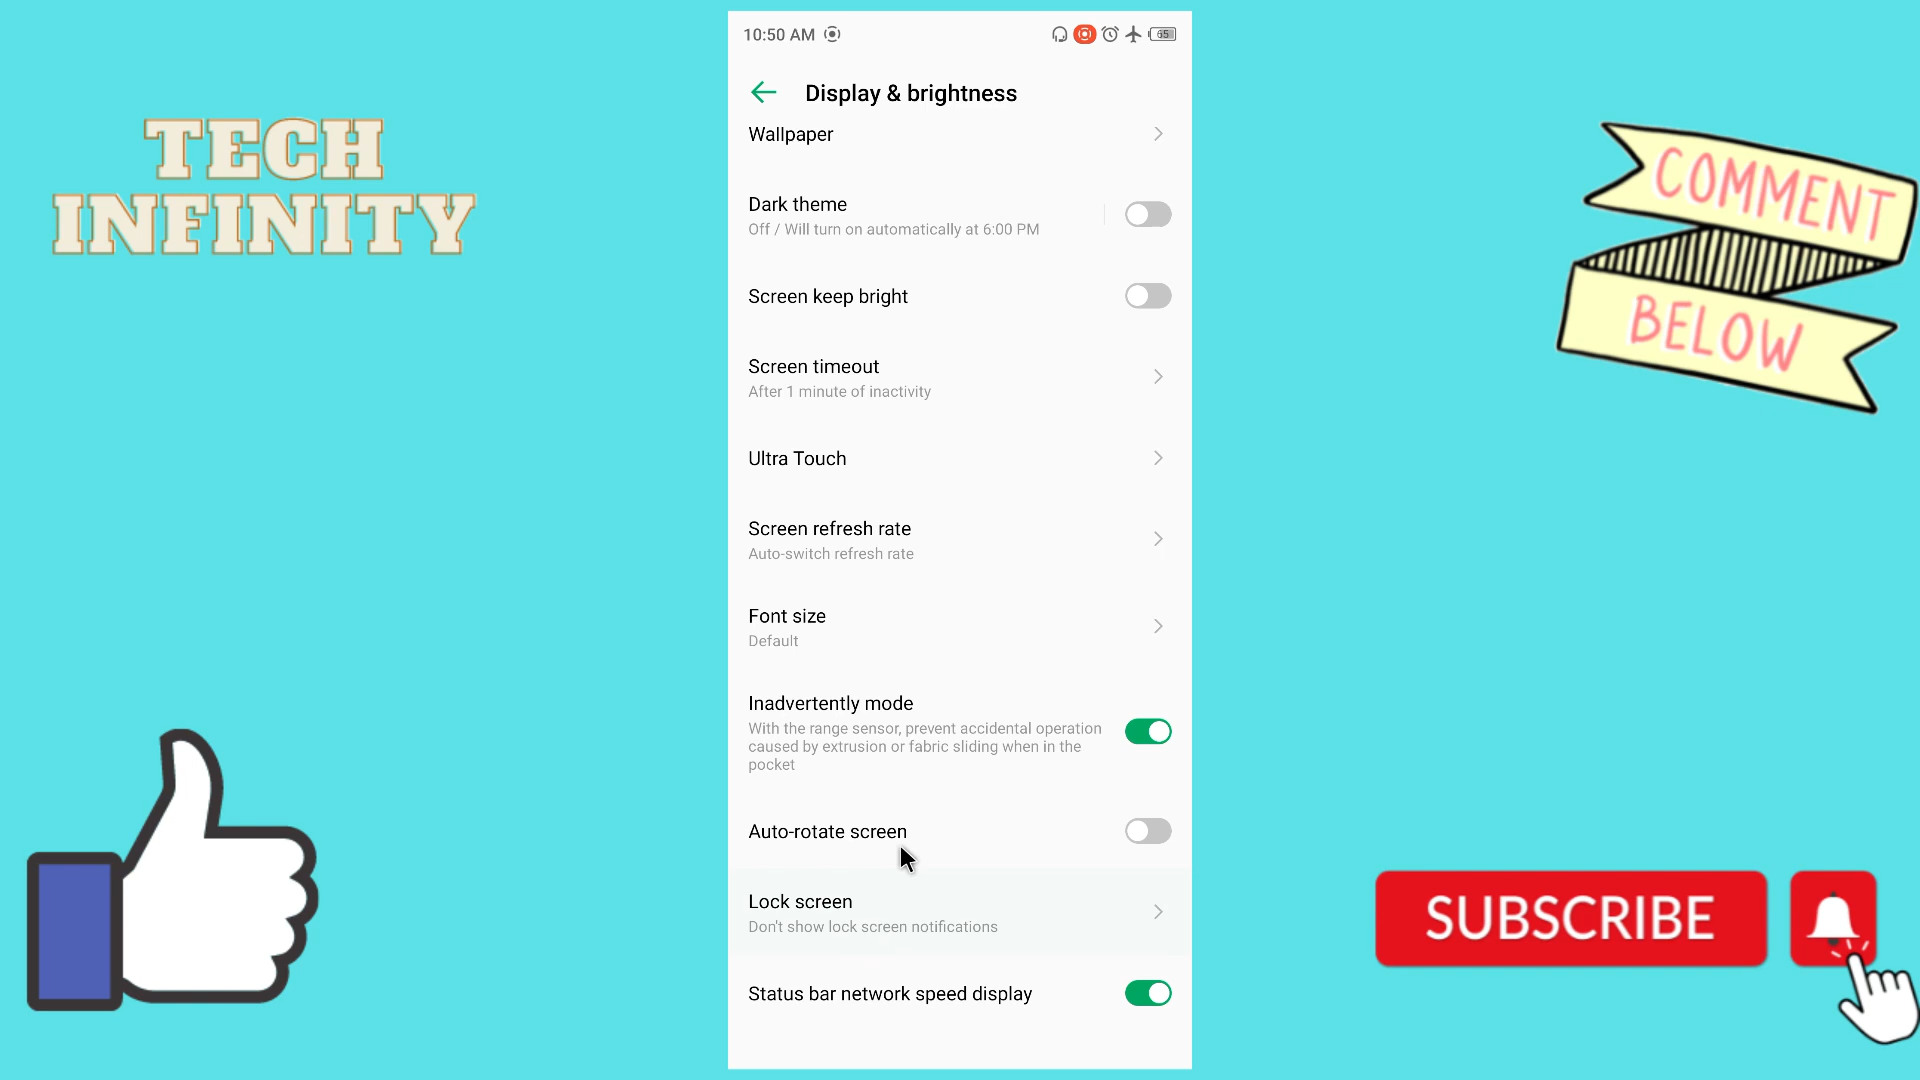 TECH
INFINITY
10:50 AM
65
Display & brightness
Wallpaper
Dark theme
Off / Will turn on automatically at 6:00 PM
Screen keep bright
Screen timeout
After 1 minute of inactivity
Ultra Touch
Screen refresh rate
Auto-switch refresh rate
Font size
Default
Inadvertently mode
With the range sensor, prevent accidental operation
caused by extrusion or fabric sliding when in the
pocket
Auto-rotate screen
Lock screen
Don't show lock screen notifications
Status bar network speed display
COMMENT
BELOW
SUBSCRIBE